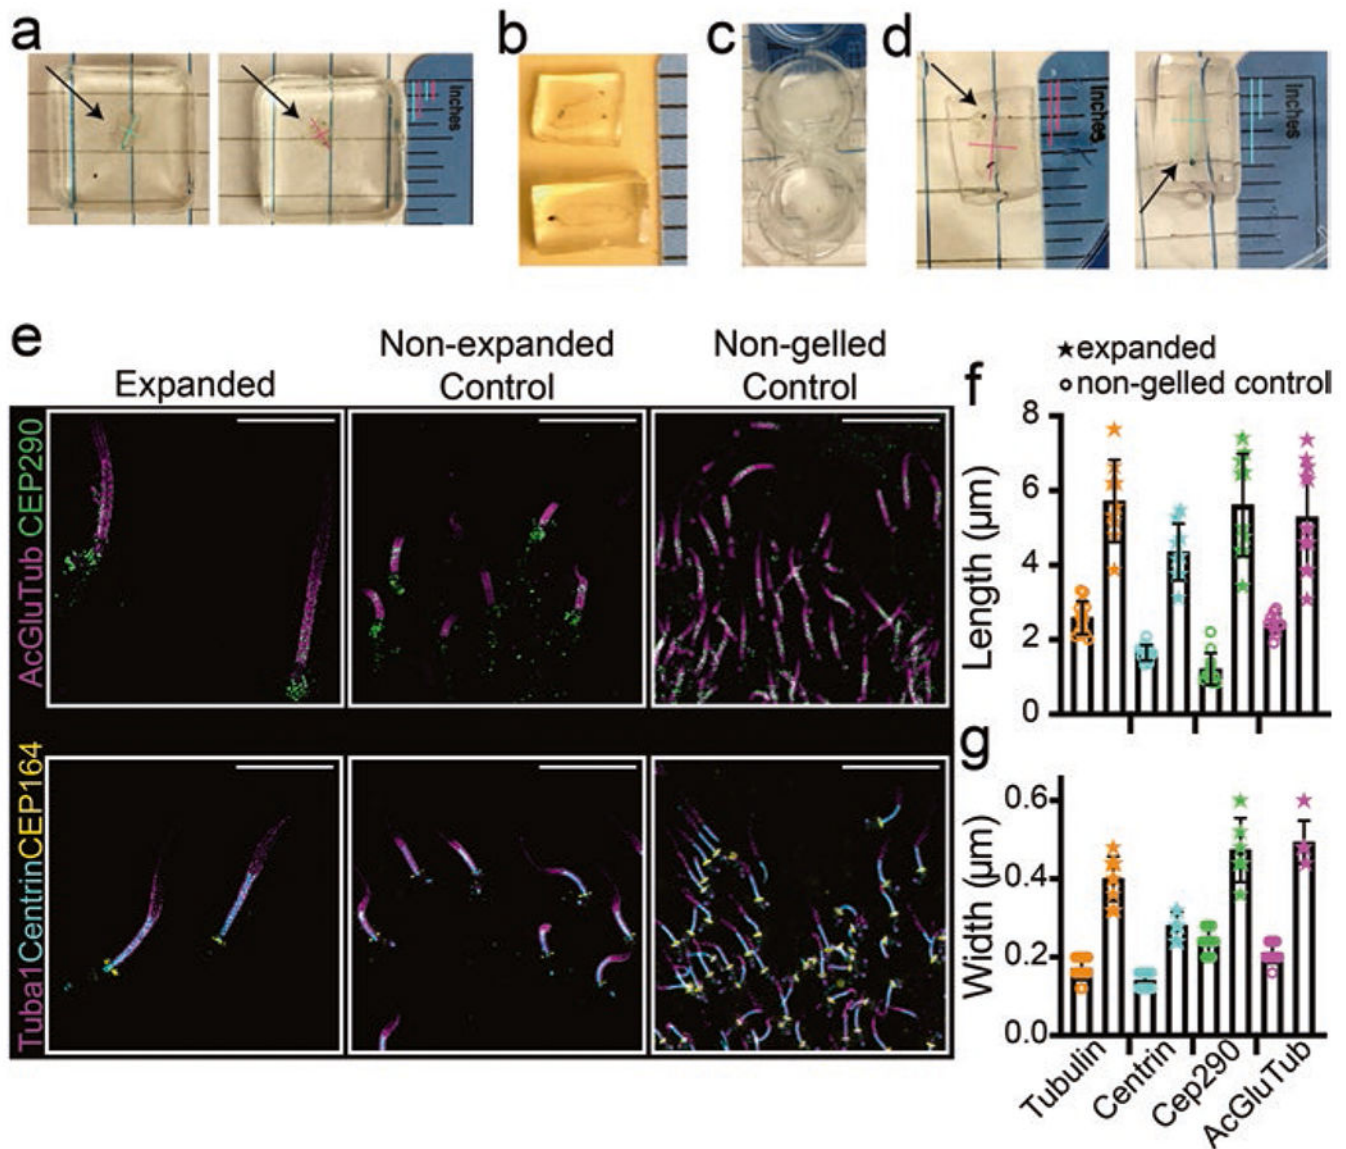 a
b
c
d
Inches
Inches
Inches
e
Expanded
Non-expanded
Control
Non-gelled
Control
AcGluTub CEP290
Tuba1CentrinCEP164
f
★expanded
○non-gelled control
Length (µm)
8
6
4
2
0
g
Width (µm)
0.6
0.4
0.2
0.0
Tubulin
Centrin
Cep290
AcGluTub